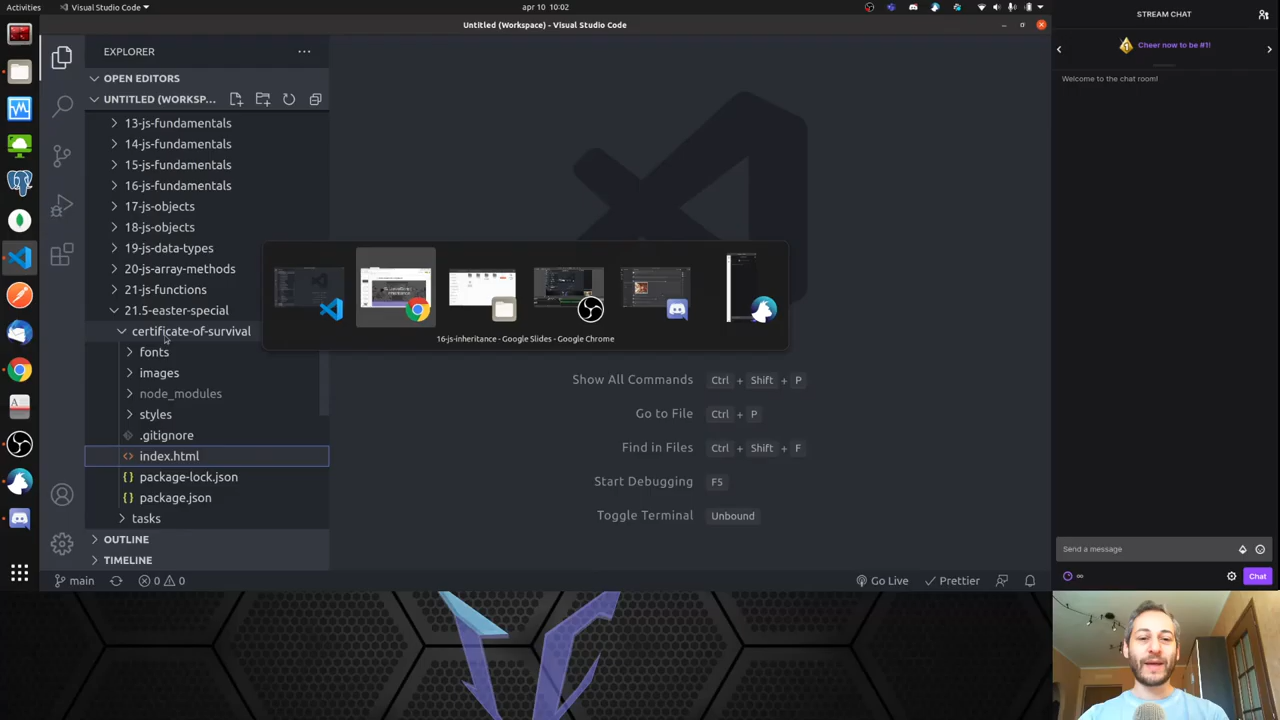 Activities
Visual Studio Code
apr 10 10:02
Untitled (Workspace) - Visual Studio Code
EXPLORER
OPEN EDITORS
UNTITLED (WORKSP...
13-js-fundamentals
14-js-fundamentals
15-js-fundamentals
16-js-fundamentals
17-js-objects
18-js-objects
19-js-data-types
20-js-array-methods
21-js-functions
21.5-easter-special
certificate-of-survival
fonts
images
node_modules
styles
.gitignore
index.html
package-lock.json
package.json
tasks
OUTLINE
TIMELINE
main
0 0
16-js-inheritance - Google Slides - Google Chrome
Show All Commands Ctrl + Shift + P
Go to File Ctrl + P
Find in Files Ctrl + Shift + F
Start Debugging F5
Toggle Terminal Unbound
Go Live
Prettier
STREAM CHAT
Cheer now to be #1!
Welcome to the chat room!
Send a message
∞
Chat